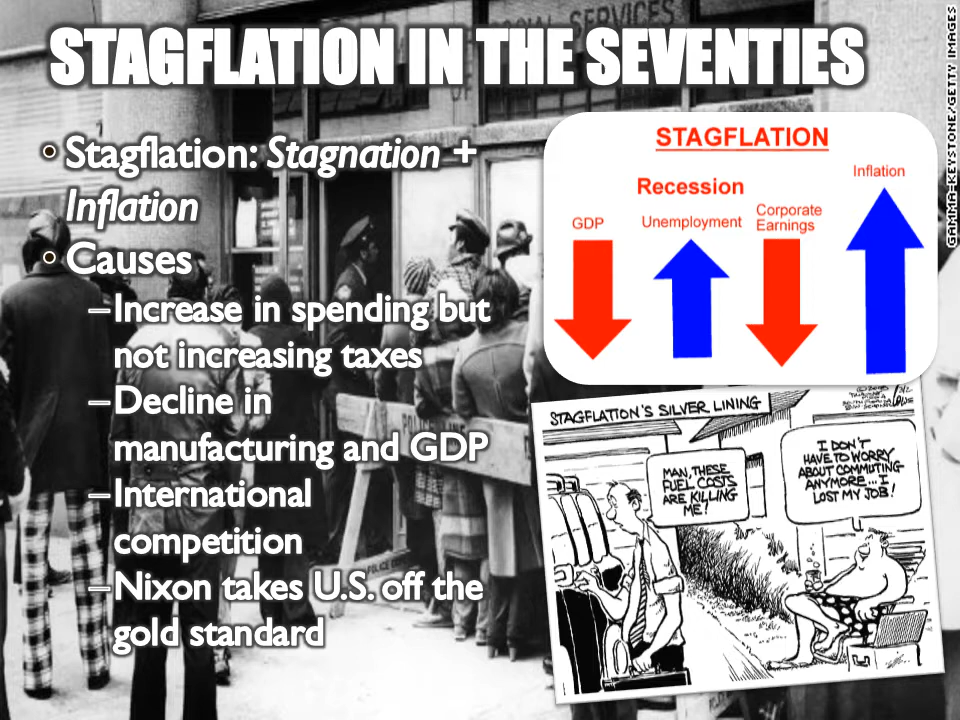 SOCIAL SERVICES
STAGFLATION IN THE SEVENTIES
GAMMA-KEYSTONE/GETTY IMAGES
• Stagflation: Stagnation +
Inflation
• Causes
–Increase in spending but
not increasing taxes
–Decline in
manufacturing and GDP
–International
competition
–Nixon takes U.S. off the
gold standard
STAGFLATION
Recession
Inflation
GDP
Unemployment
Corporate
Earnings
STAGFLATION'S SILVER LINING
MAN, THESE
FUEL COSTS
ARE KILLING
ME!
I DON'T
HAVE TO WORRY
ABOUT COMMUTING
ANYMORE...I
LOST MY JOB!